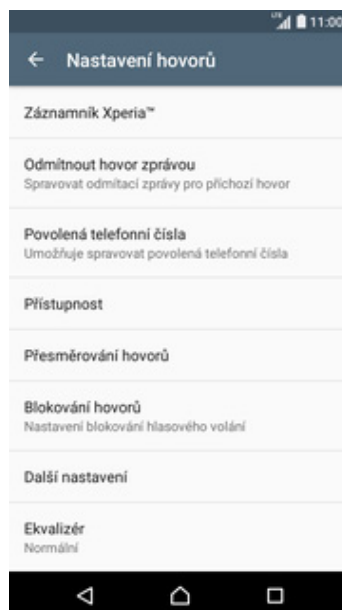 LTE 11:00
Nastavení hovorů
Záznamník Xperia™
Odmítnout hovor zprávou
Spravovat odmítací zprávy pro příchozí hovor
Povolená telefonní čísla
Umožňuje spravovat povolená telefonní čísla
Přístupnost
Přesměrování hovorů
Blokování hovorů
Nastavení blokování hlasového volání
Další nastavení
Ekvalizér
Normální